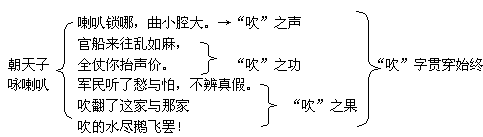 朝天子
咏喇叭
喇叭锁哪，曲小腔大。→“吹”之声
官船来往乱如麻，
全仗你抬声价。
“吹”之功
军民听了愁与怕，不辨真假。
吹翻了这家与那家
吹的水尽鹅飞罢！
“吹”之果
“吹”字贯穿始终